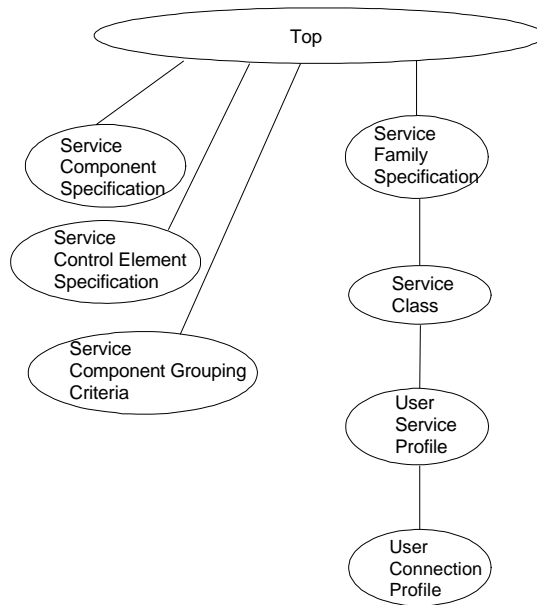 Top
Service
Component
Specification
Service
Family
Specification
Service
Control Element
Specification
Service
Class
Service
Component Grouping
Criteria
User
Service
Profile
User
Connection
Profile